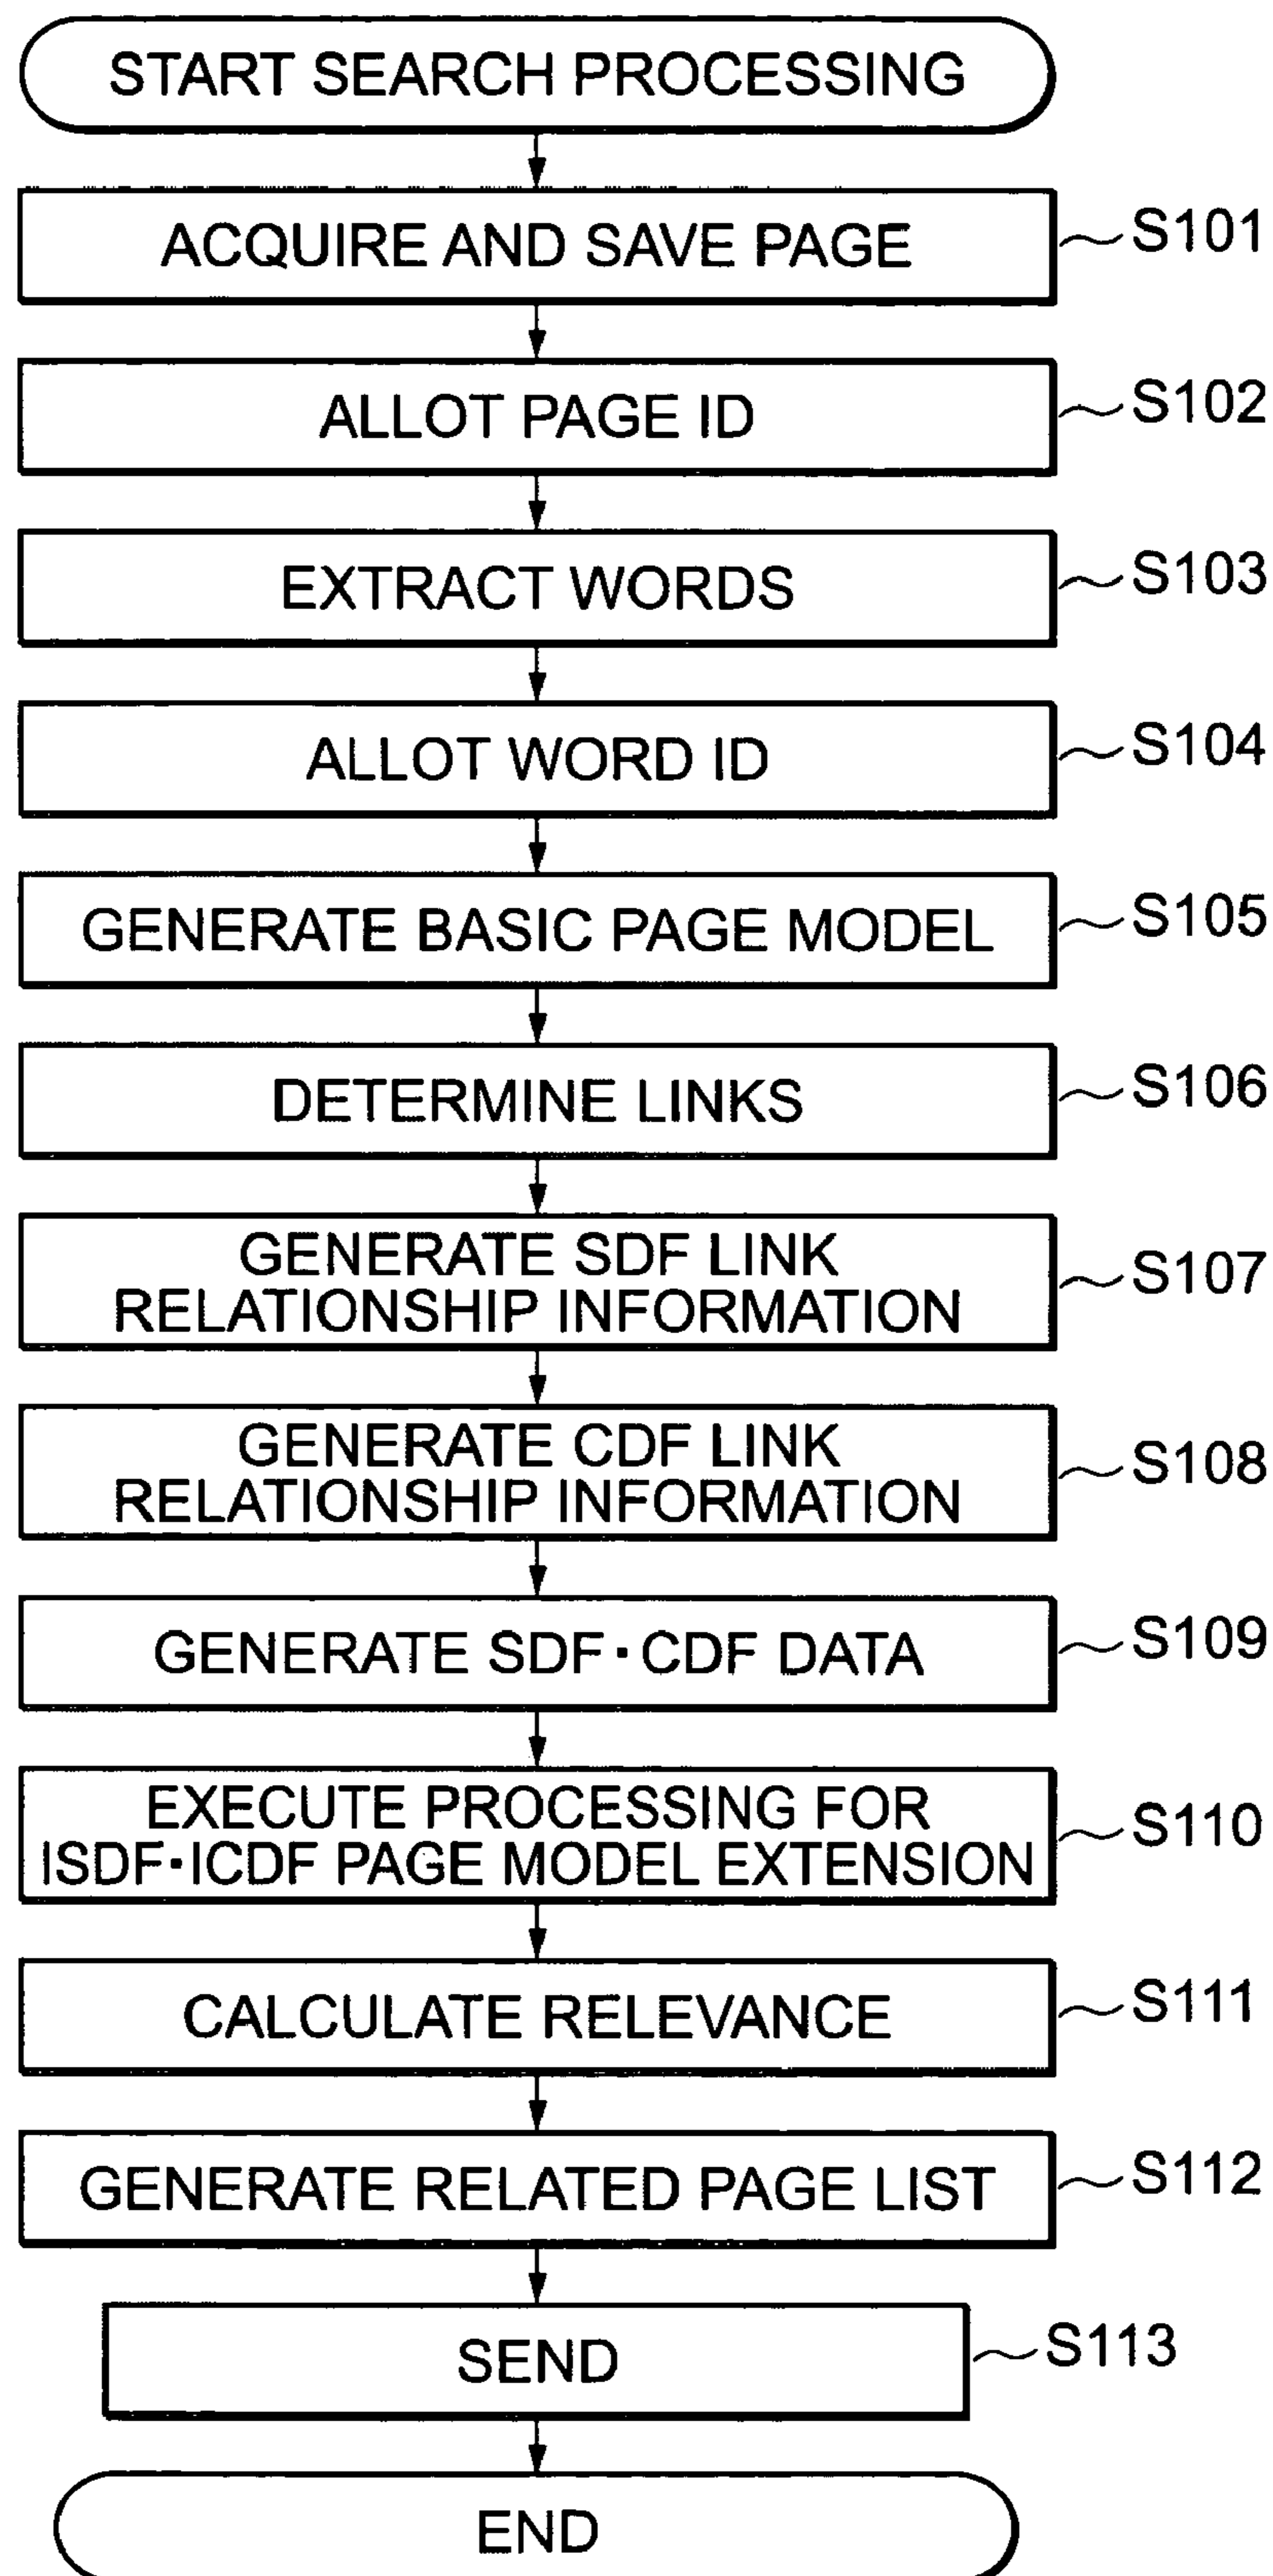 START SEARCH PROCESSING
ACQUIRE AND SAVE PAGE
S101
ALLOT PAGE ID
S102
EXTRACT WORDS
S103
ALLOT WORD ID
S104
GENERATE BASIC PAGE MODEL
S105
DETERMINE LINKS
S106
GENERATE SDF LINK
RELATIONSHIP INFORMATION
S107
GENERATE CDF LINK
RELATIONSHIP INFORMATION
S108
GENERATE SDF·CDF DATA
S109
EXECUTE PROCESSING FOR
ISDF·ICDF PAGE MODEL EXTENSION
S110
CALCULATE RELEVANCE
S111
GENERATE RELATED PAGE LIST
S112
SEND
S113
END